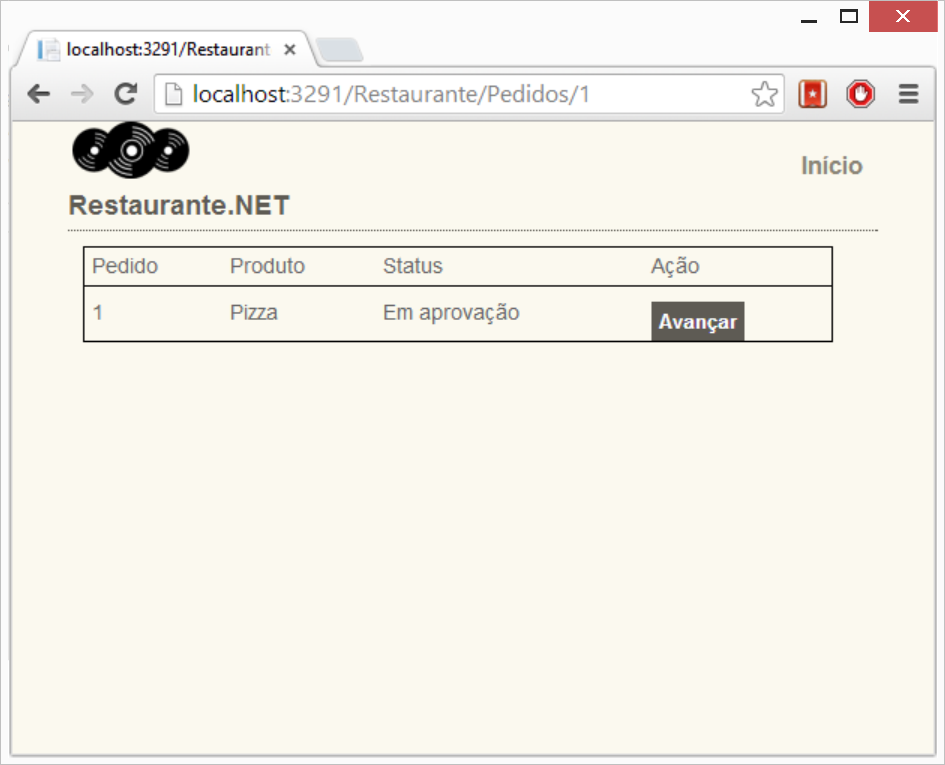 localhost:3291/Restaurant
localhost:3291/Restaurante/Pedidos/1
Início
Restaurante.NET
Pedido Produto Status Ação
1 Pizza Em aprovação Avançar